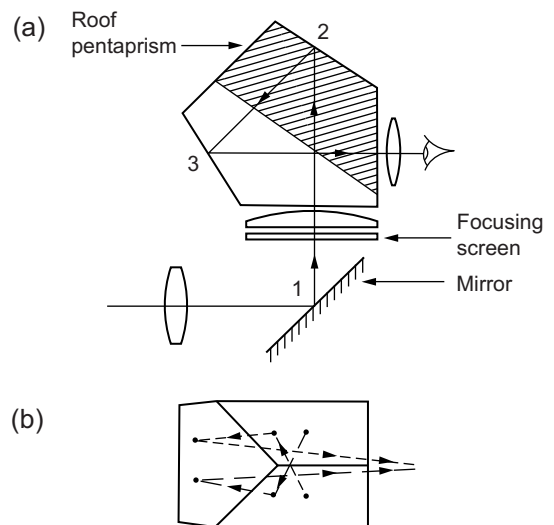 (a)
Roof
pentaprism
2
3
Focusing
screen
1
Mirror
(b)